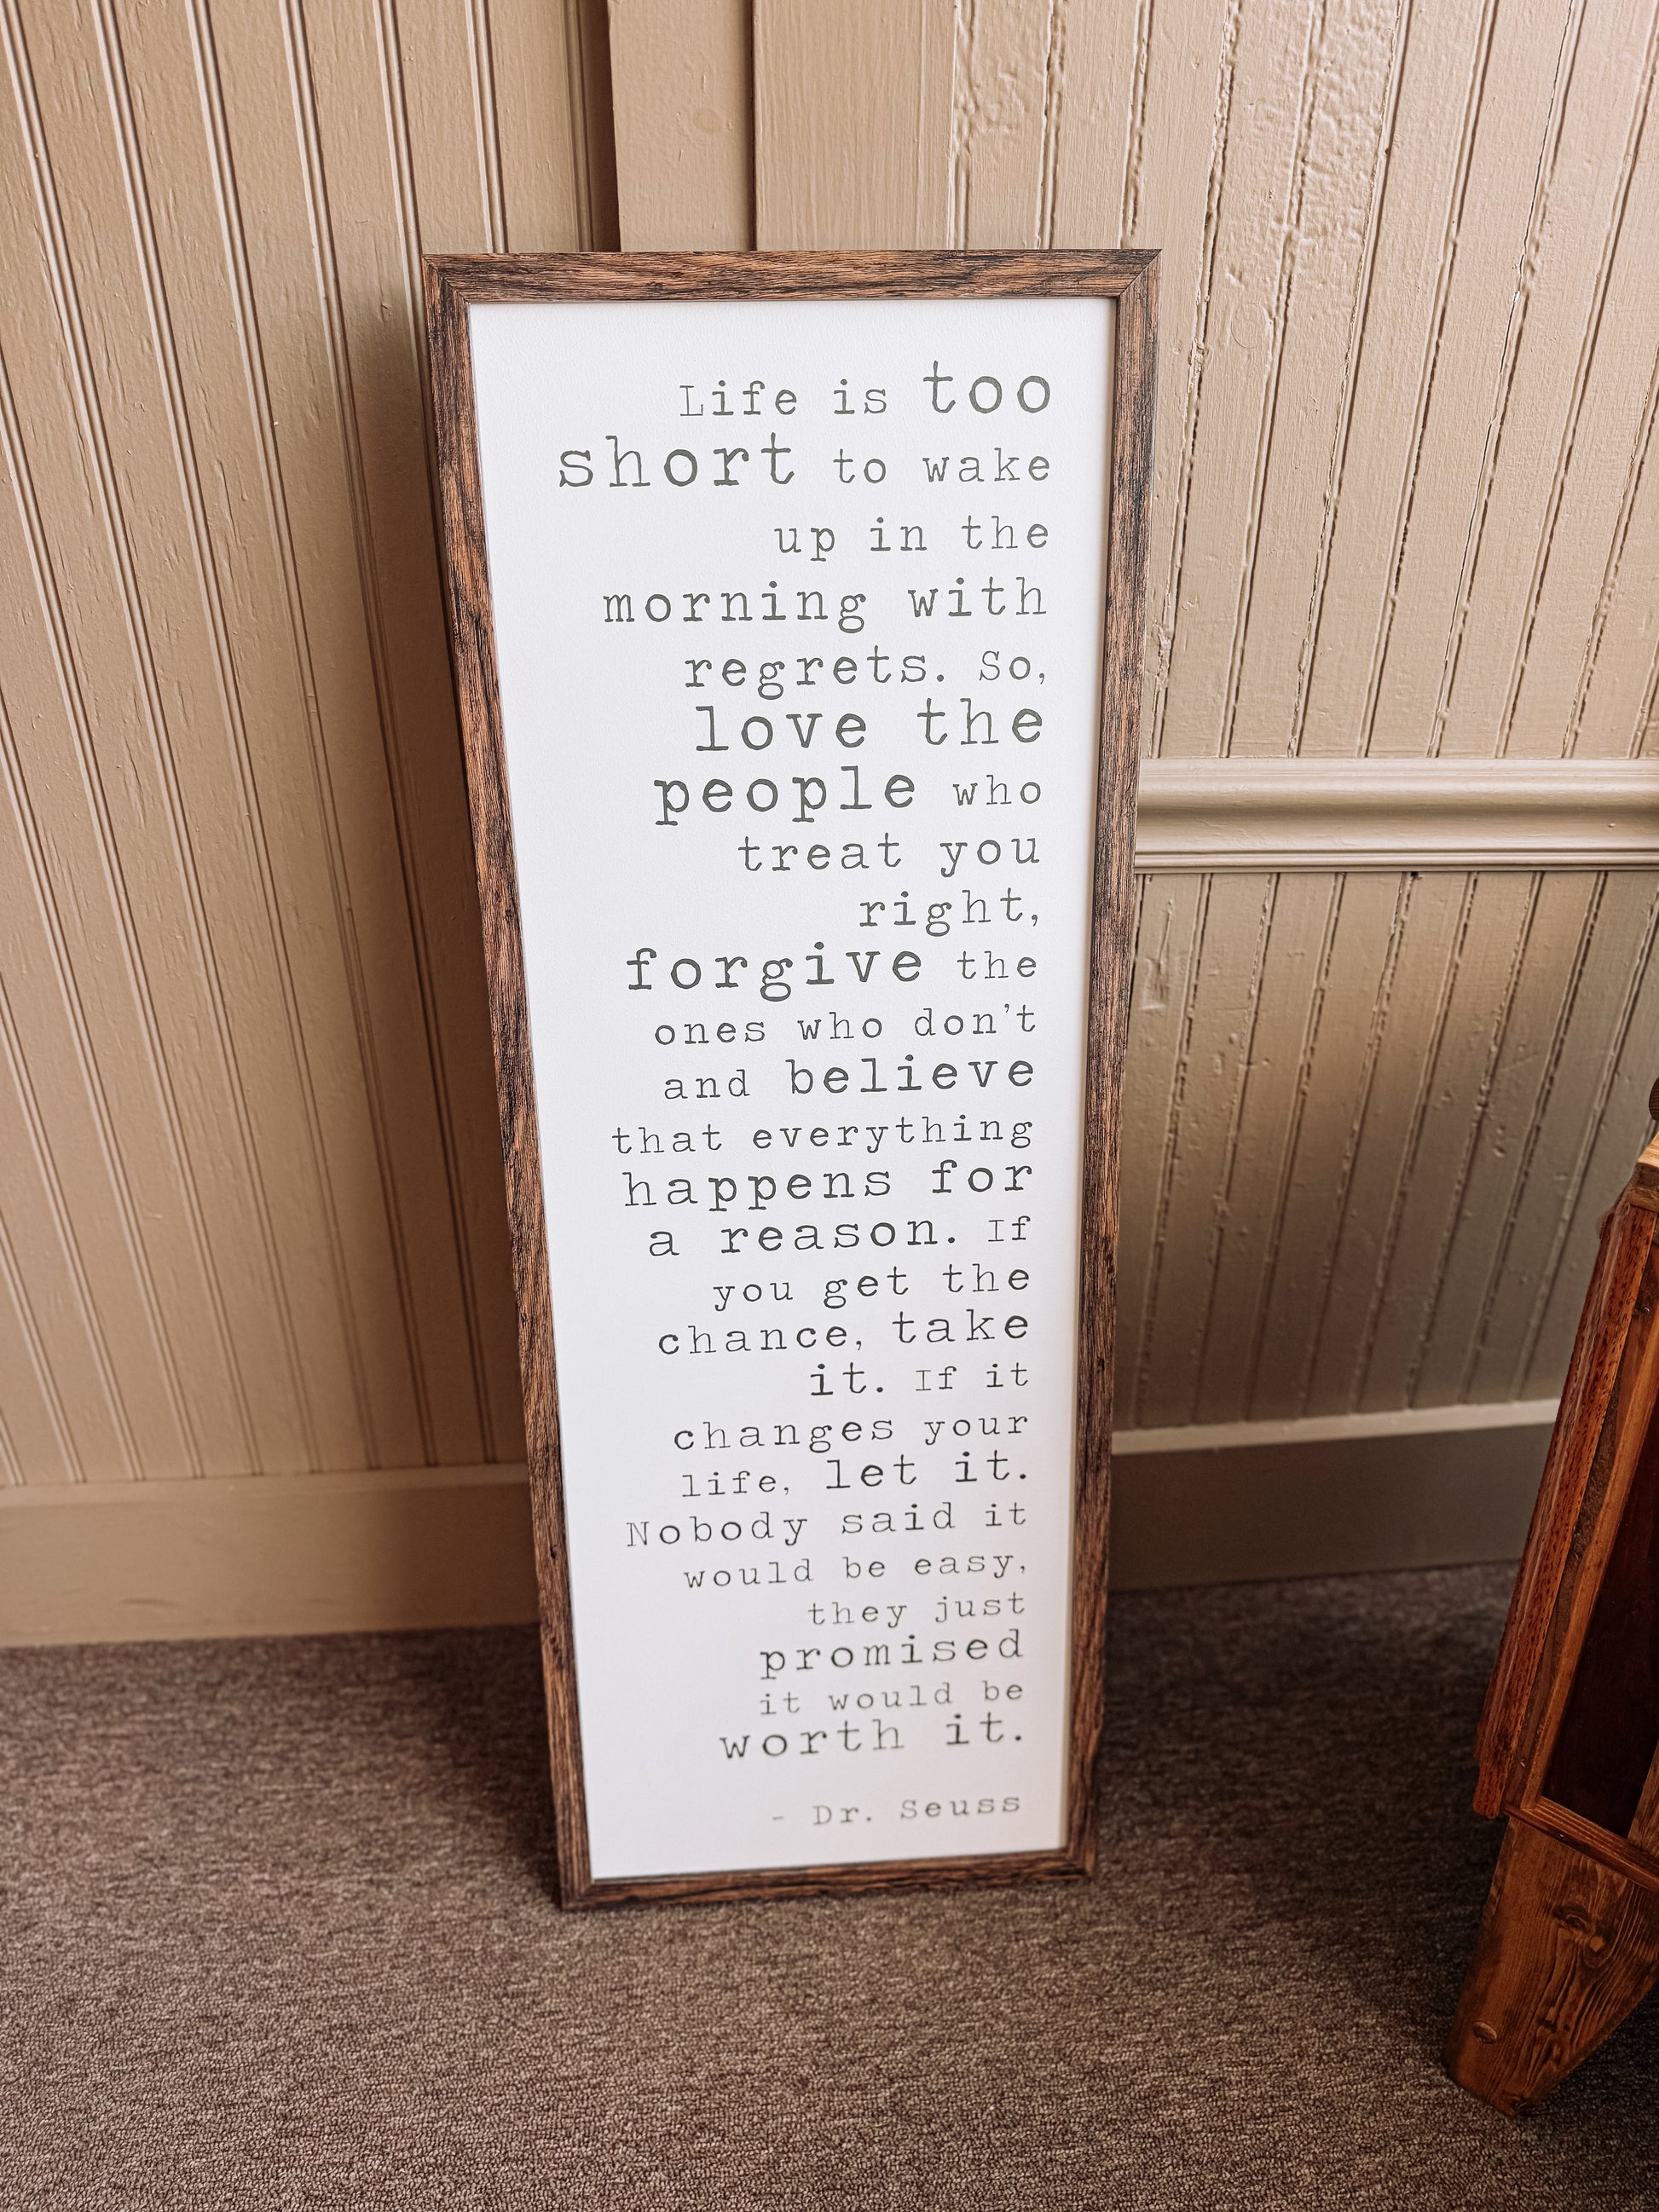 Life is too
short to wake
up in the
morning with
regrets. So,
love the
people who
treat you
right,
forgive the
ones who don't
and believe
that everything
happens for
a reason. If
you get the
chance, take
it. If it
changes your
life, let it.
Nobody said it
would be easy,
they just
promised
it would be
worth it.
- Dr. Seuss